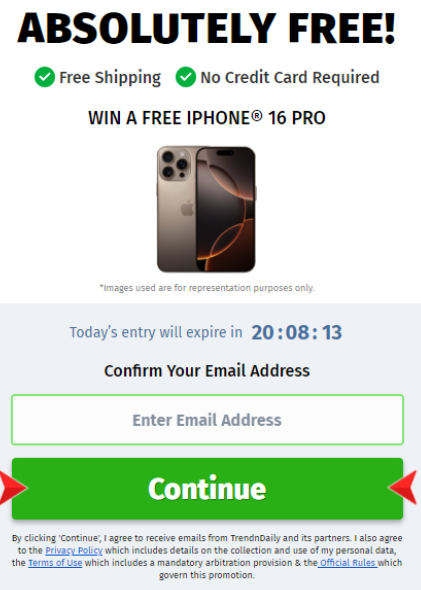 ABSOLUTELY FREE!
Free Shipping No Credit Card Required
WIN A FREE IPHONE® 16 PRO
*Images used are for representation purposes only.
Today's entry will expire in 20:08:13
Confirm Your Email Address
Enter Email Address
Continue
By clicking 'Continue', I agree to receive emails from TrendnDaily and its partners. I also agree
to the Privacy Policy which includes details on the collection and use of my personal data,
the Terms of Use which includes a mandatory arbitration provision & the Official Rules which
govern this promotion.